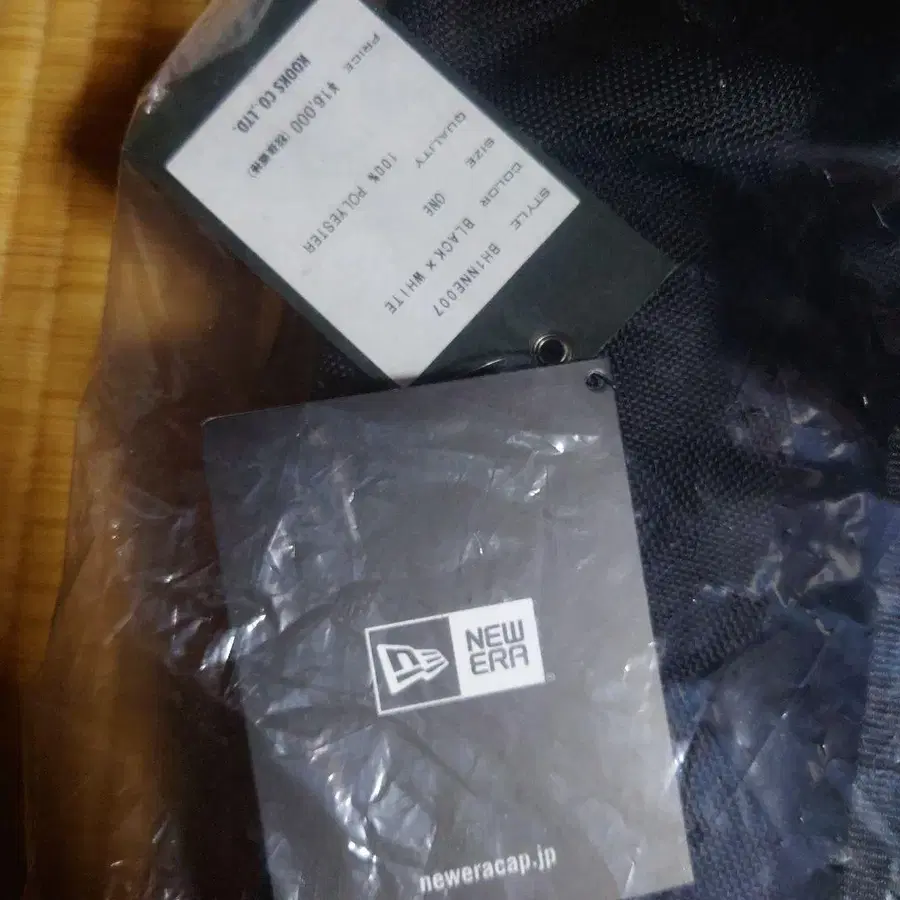 STYLE BH1NNE007
COLOR BLACK×WHITE
SIZE ONE
QUALITY 100% POLYESTER
PRICE ¥16,000
KOOKS CO.,LTD.
NEW
ERA
neweracap.jp